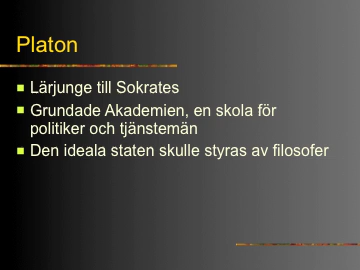 Platon
Lärjunge till Sokrates
Grundade Akademien, en skola för
politiker och tjänstemän
Den ideala staten skulle styras av filosofer